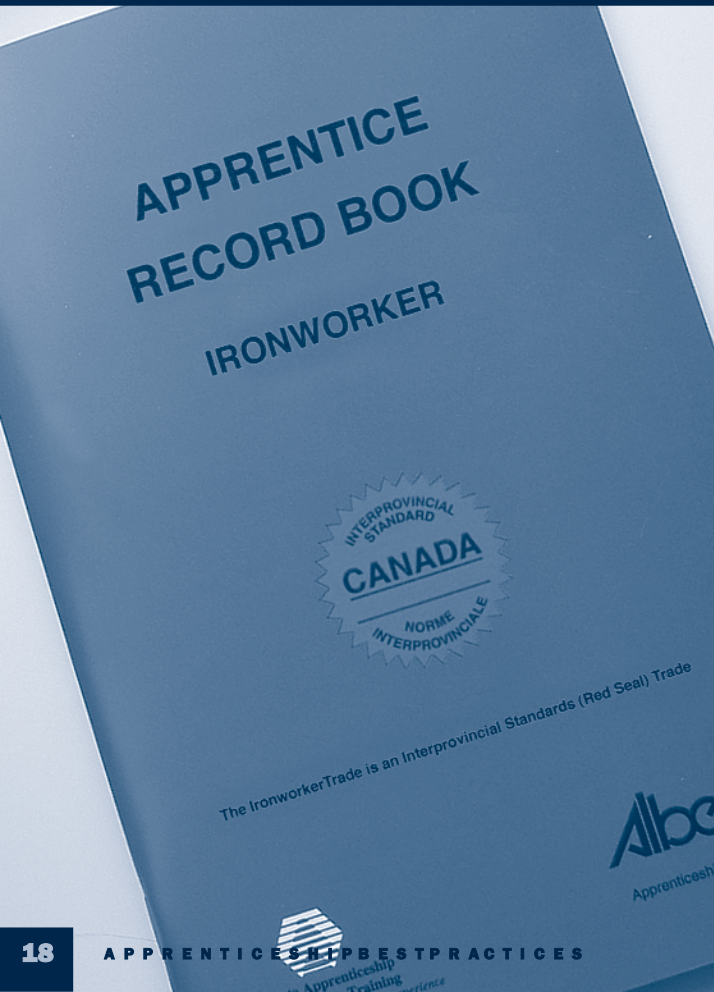 APPRENTICE
RECORD BOOK
IRONWORKER
INTERPROVINCIAL
STANDARD
CANADA
NORME
INTERPROVINCIALE
The IronworkerTrade is an Interprovincial Standards (Red Seal) Trade
Apprenticeship
Training
18
APPRENTICESHIPBESTPRACTICES